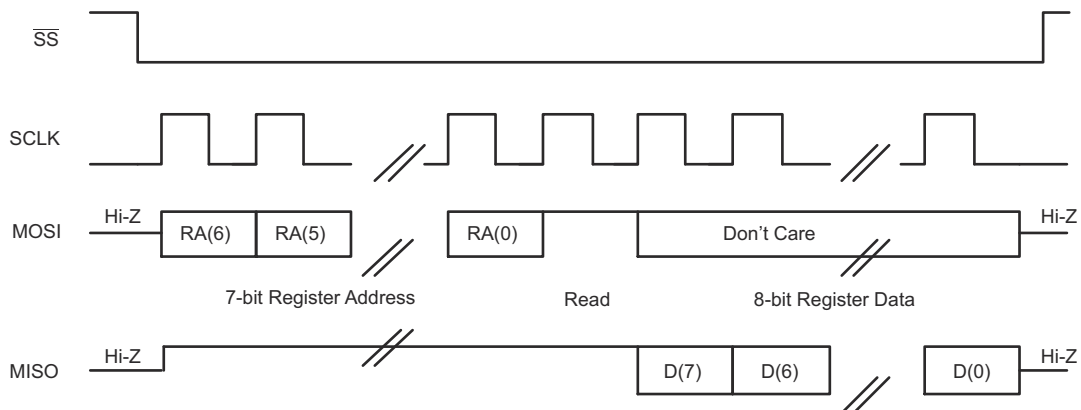 SS
SCLK
Hi-Z Hi-Z
MOSI RA(6) RA(5) RA(0) Don't Care
7-bit Register Address Read 8-bit Register Data
Hi-Z Hi-Z
MISO D(7) D(6) D(0)